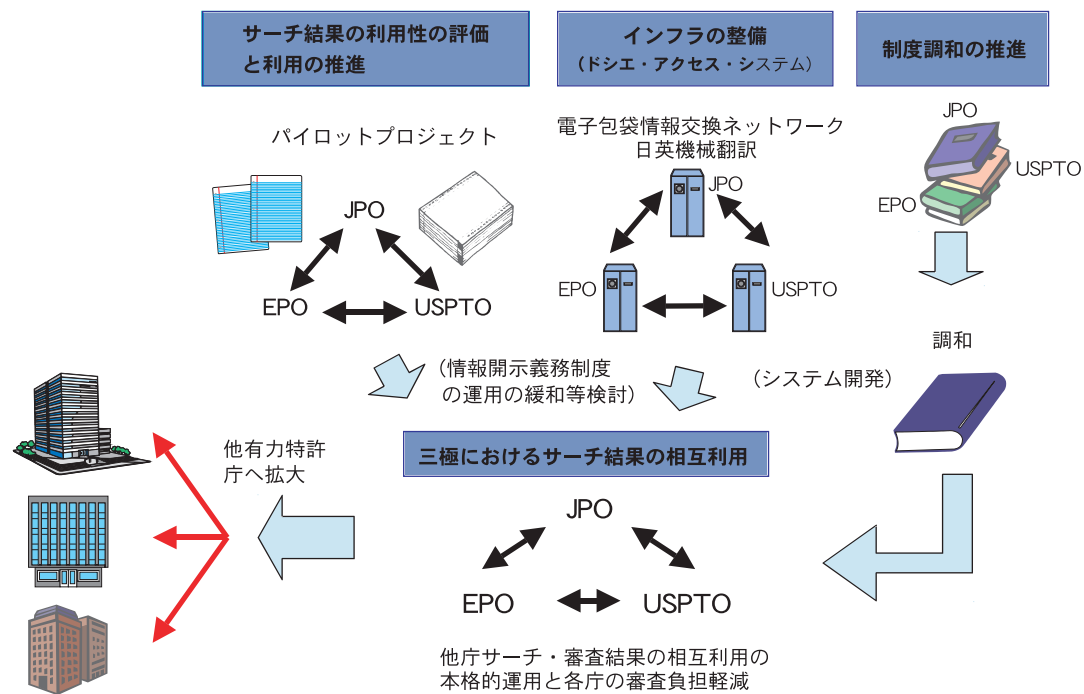 サーチ結果の利用性の評価
と利用の推進
インフラの整備
（ドシエ・アクセス・システム）
制度調和の推進
パイロットプロジェクト
JPO
EPO
USPTO
電子包袋情報交換ネットワーク
日英機械翻訳
JPO
EPO
USPTO
JPO
USPTO
EPO
調和
（情報開示義務制度
の運用の緩和等検討）
（システム開発）
三極におけるサーチ結果の相互利用
JPO
EPO
USPTO
他庁サーチ・審査結果の相互利用の
本格的運用と各庁の審査負担軽減
他有力特許
庁へ拡大